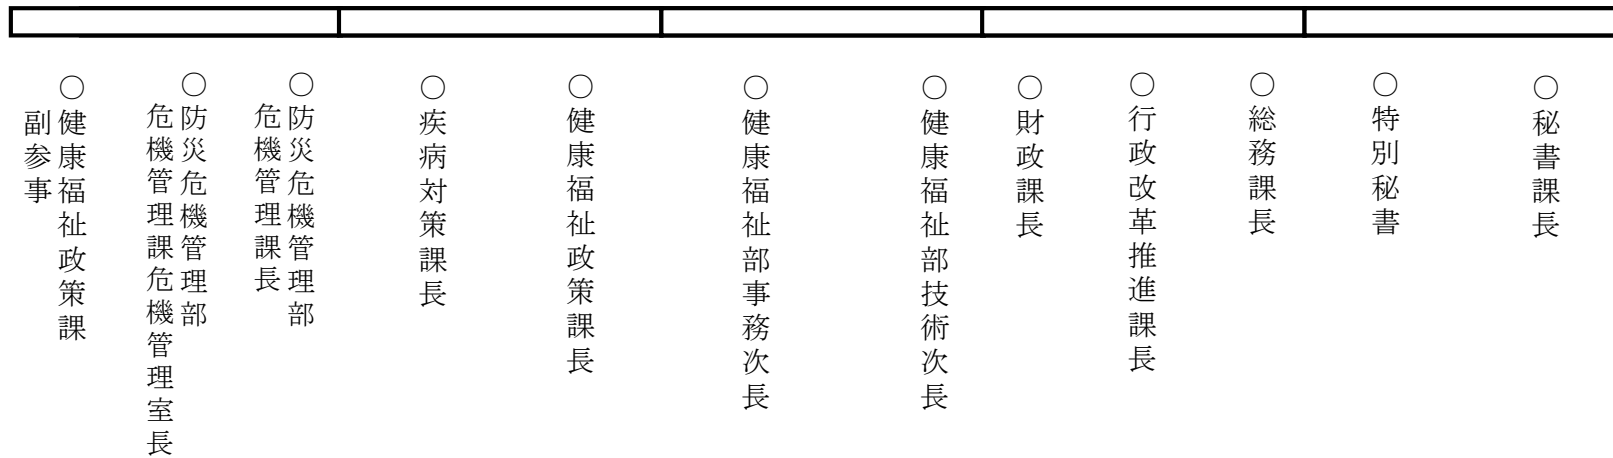 ○秘書課長
○特別秘書
○総務課長
○行政改革推進課長
○財政課長
○健康福祉部技術次長
○健康福祉部事務次長
○健康福祉政策課長
○疾病対策課長
○防災危機管理部
危機管理課長
○防災危機管理部
危機管理課危機管理室長
○健康福祉政策課
副参事